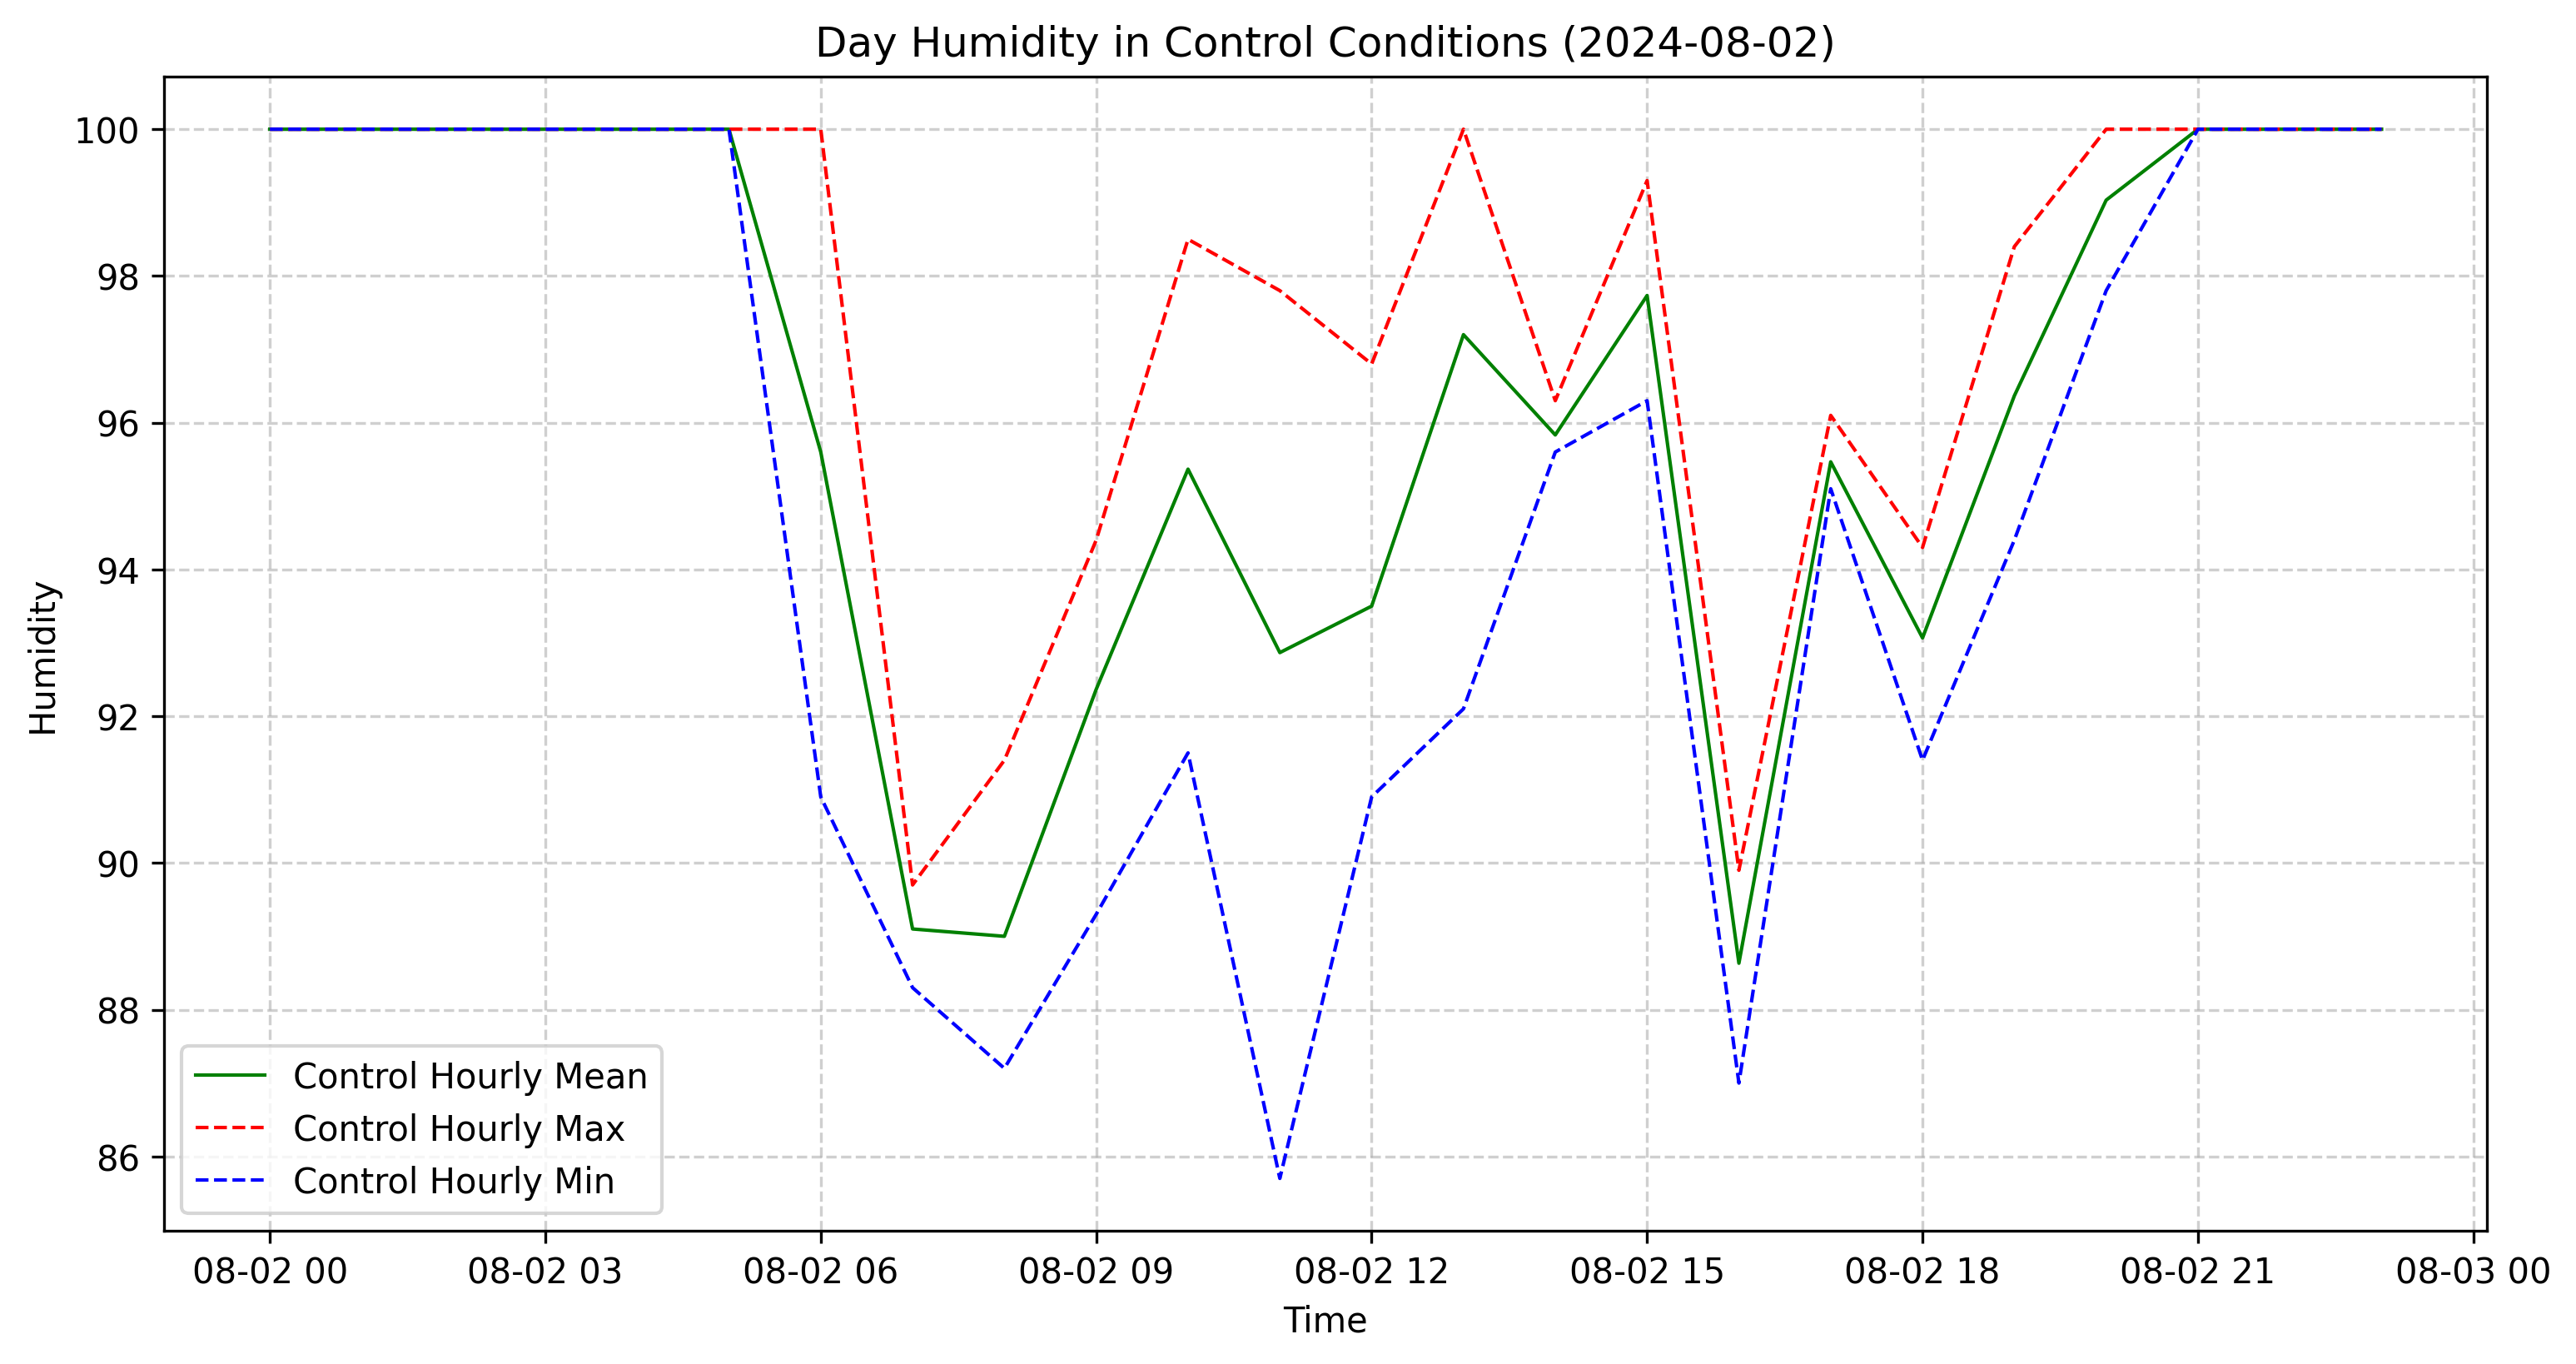 Day Humidity in Control Conditions (2024-08-02)
Humidity
100
98
96
94
92
90
88
86
Control Hourly Mean
Control Hourly Max
Control Hourly Min
08-02 00
08-02 03
08-02 06
08-02 09
08-02 12
08-02 15
08-02 18
08-02 21
08-03 00
Time